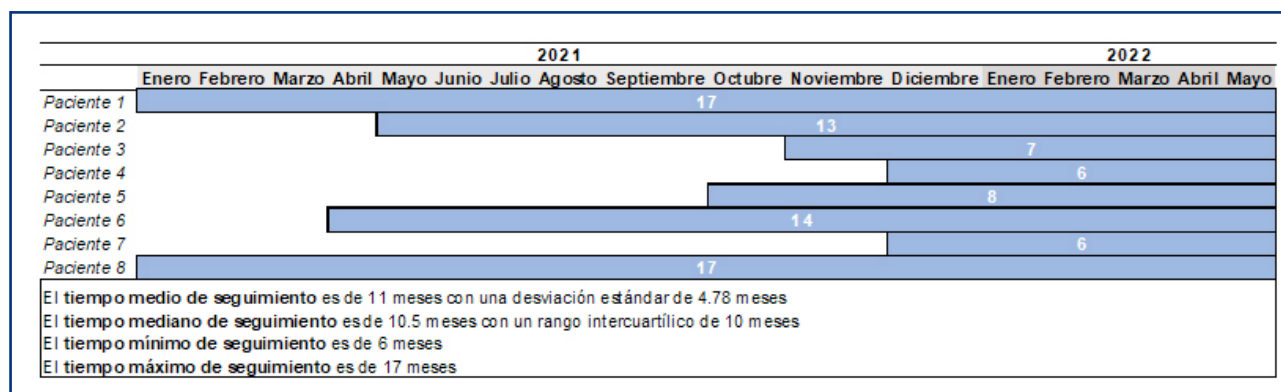 2021 2022
Enero Febrero Marzo Abril Mayo Junio Julio Agosto Septiembre Octubre Noviembre Diciembre Enero Febrero Marzo Abril Mayo
Paciente 1 17
Paciente 2 13
Paciente 3 7
Paciente 4 6
Paciente 5 8
Paciente 6 14
Paciente 7 6
Paciente 8 17
El tiempo medio de seguimiento es de 11 meses con una desviación estándar de 4.78 meses
El tiempo mediano de seguimiento es de 10.5 meses con un rango intercuartílico de 10 meses
El tiempo mínimo de seguimiento es de 6 meses
El tiempo máximo de seguimiento es de 17 meses